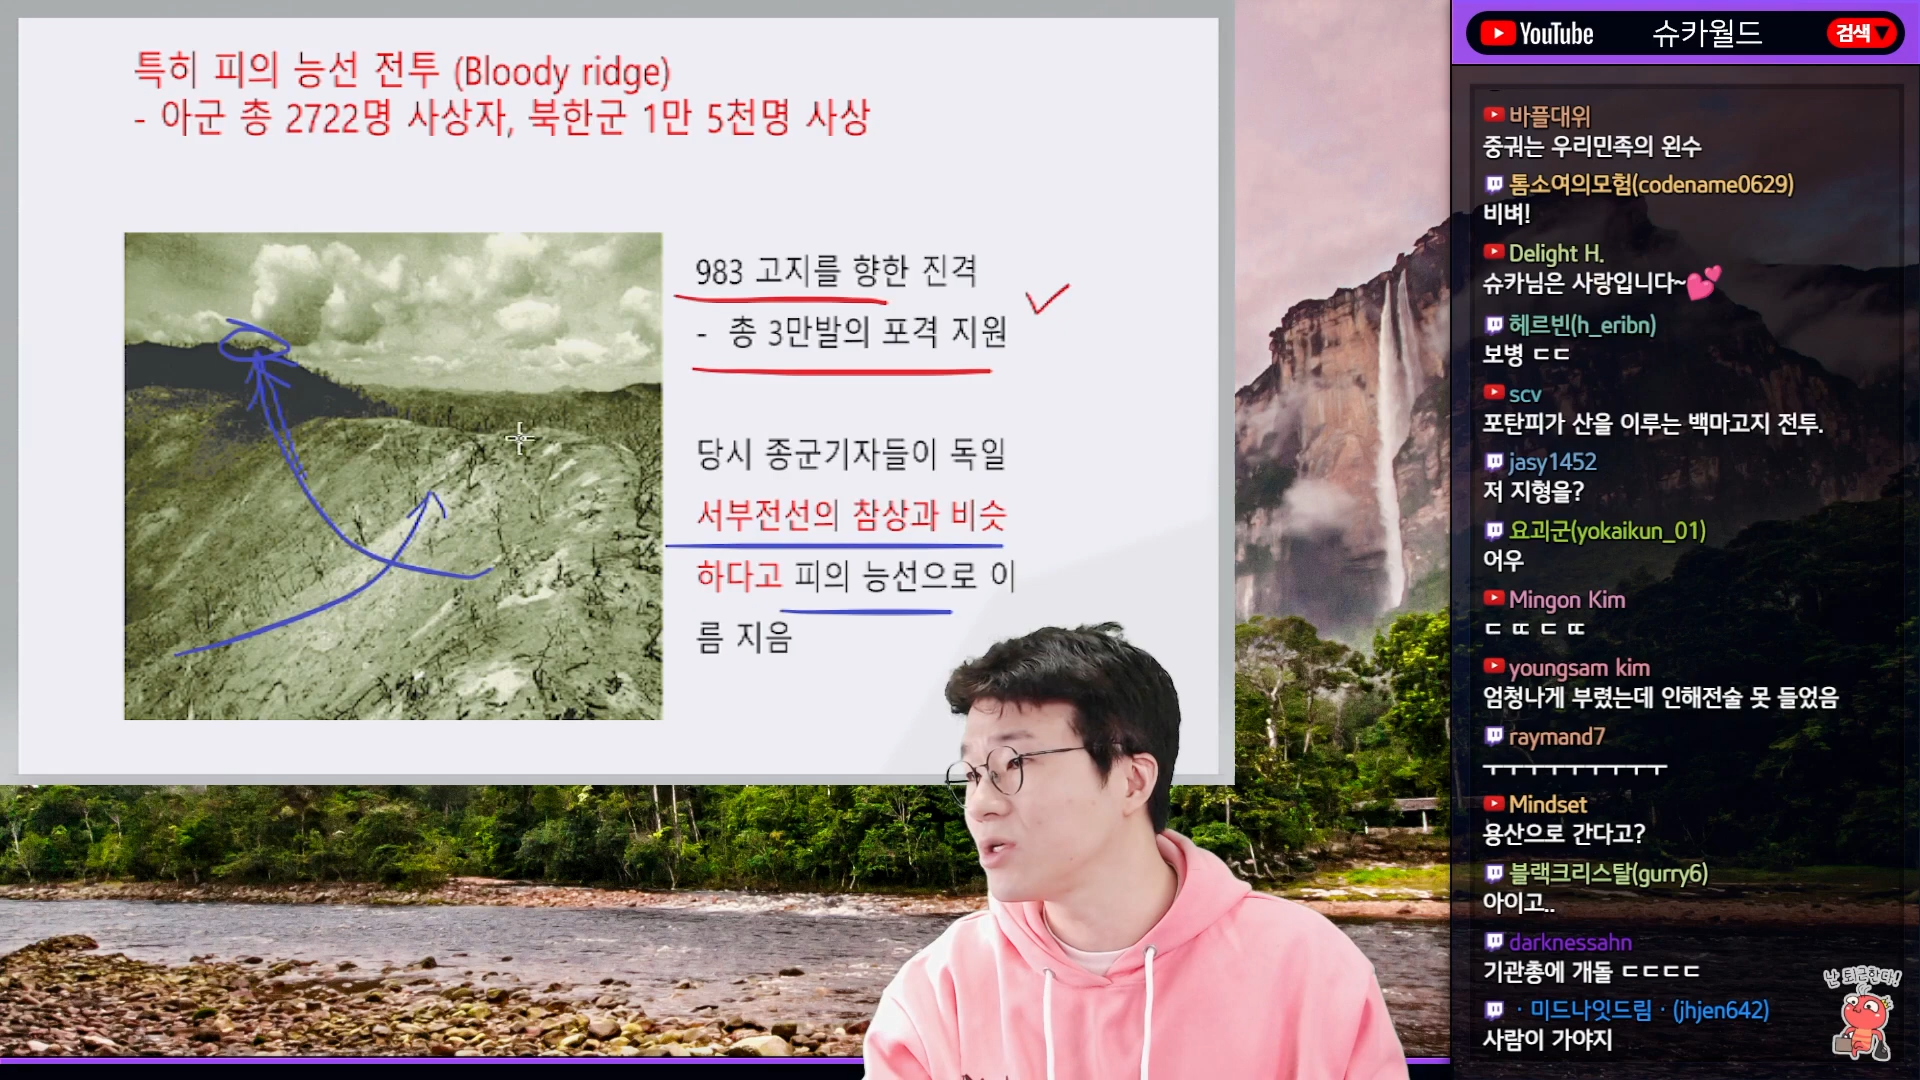 특히 피의 능선 전투 (Bloody ridge)
- 아군 총 2722명 사상자, 북한군 1만 5천명 사상
983 고지를 향한 진격
- 총 3만발의 포격 지원
당시 종군기자들이 독일
서부전선의 참상과 비슷
하다고 피의 능선으로 이
름 지음
YouTube 슈카월드 검색▼
바플대위
중궈는 우리민족의 왼수
톰소여의모험(codename0629)
비벼!
Delight H.
슈카님은 사랑입니다~💕
헤르빈(h_eribn)
보병 ㄷㄷ
scv
포탄피가 산을 이루는 백마고지 전투.
jasy1452
저 지형을?
요괴군(yokaikun_01)
어우
Mingon Kim
ㄷ ㄸ ㄷ ㄸ
youngsam kim
엄청나게 부렸는데 인해전술 못 들었음
raymand7
ㅜㅜㅜㅜㅜㅜㅜㅜㅜ
Mindset
용산으로 간다고?
블랙크리스탈(gurry6)
아이고..
darknessahn
기관총에 개돌 ㄷㄷㄷㄷ
· 미드나잇드림 · (jhjen642)
사람이 가야지
난 퇴근한다!